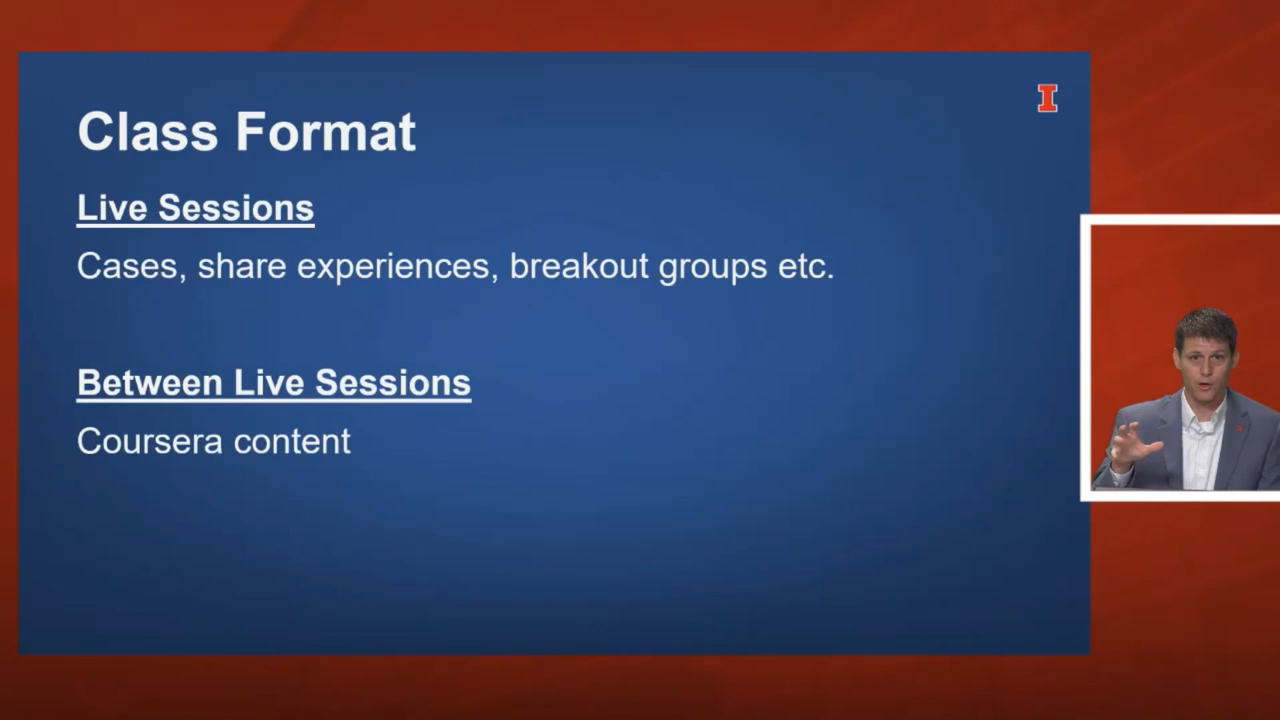 I
Class Format
Live Sessions
Cases, share experiences, breakout groups etc.
Between Live Sessions
Coursera content